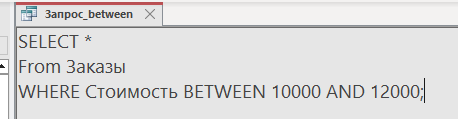 Запрос_between
SELECT *
From Заказы
WHERE Стоимость BETWEEN 10000 AND 12000;